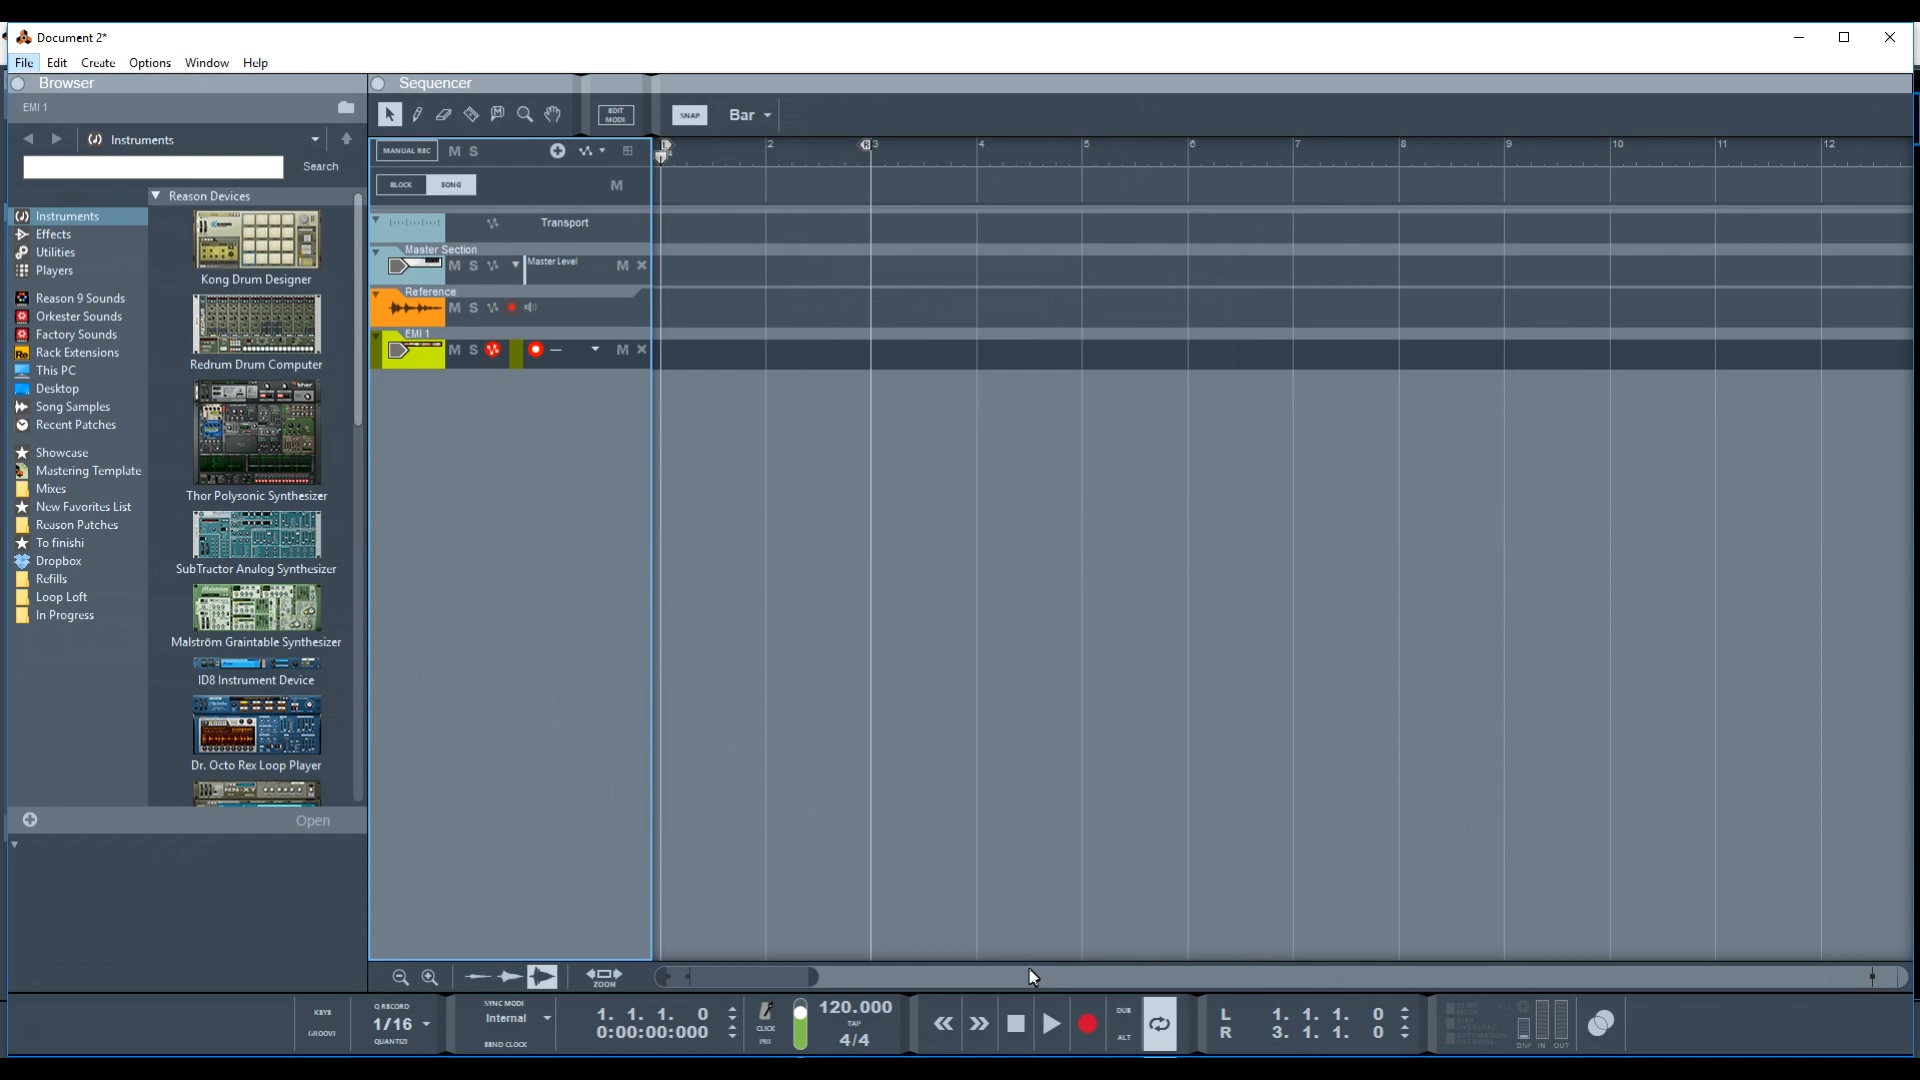 Document 2*
File Edit Create Options Window Help
Browser
Sequencer
EMI 1
EDIT MODE
SNAP
Bar
Instruments
Search
MANUAL REC M S
2 3 4 5 6 7 8 9 10 11 12
L
R
BLOCK SONG M
Reason Devices
Instruments
Effects
Utilities
Players
Reason 9 Sounds
Orkester Sounds
Factory Sounds
Rack Extensions
This PC
Desktop
Song Samples
Recent Patches
Showcase
Mastering Template
Mixes
New Favorites List
Reason Patches
To finishi
Dropbox
Refills
Loop Loft
In Progress
Kong Drum Designer
Redrum Drum Computer
Thor Polysonic Synthesizer
SubTractor Analog Synthesizer
Malström Graintable Synthesizer
ID8 Instrument Device
Dr. Octo Rex Loop Player
Open
Transport
Master Section
M S Master Level M
Reference
M S
EMI 1
M S M
ZOOM
KEYS
GROOVE
Q RECORD
1/16
QUANTIZE
SYNC MODE
Internal
SEND CLOCK
1. 1. 1. 0
0:00:00:000
CLICK
PRE
120.000
TAP
4/4
DUB
ALT
L 1. 1. 1. 0
R 3. 1. 1. 0
DSP IN OUT